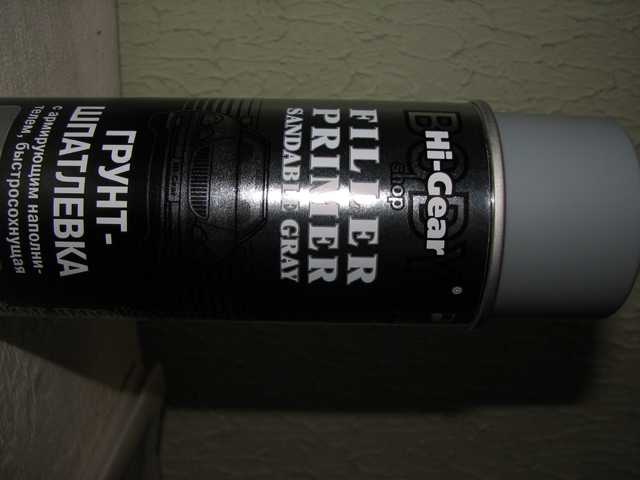 BODY
Hi-Gear
shop
®
FILLER
PRIMER
SANDABLE GRAY
ГРУНТ-
ШПАТЛЕВКА
с армирующим наполни-
телем, быстросохнущая